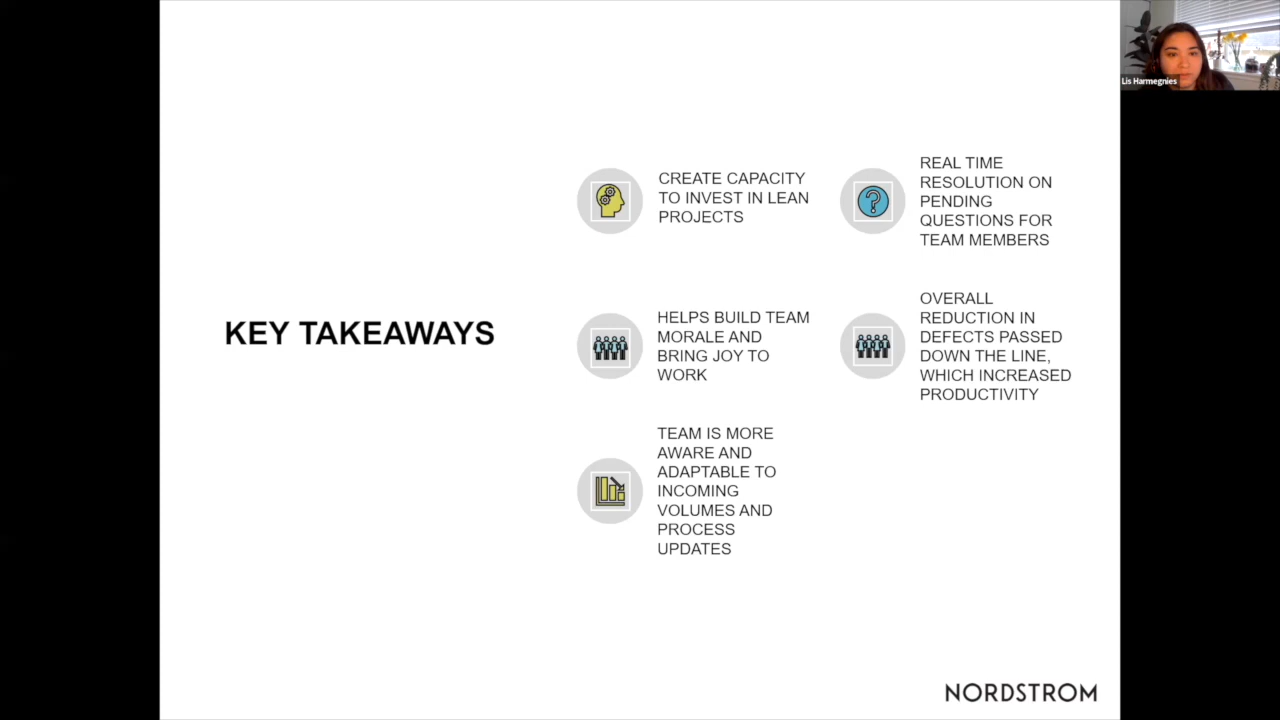 Lis Harmegnies
KEY TAKEAWAYS
CREATE CAPACITY
TO INVEST IN LEAN
PROJECTS
REAL TIME
RESOLUTION ON
PENDING
QUESTIONS FOR
TEAM MEMBERS
HELPS BUILD TEAM
MORALE AND
BRING JOY TO
WORK
OVERALL
REDUCTION IN
DEFECTS PASSED
DOWN THE LINE,
WHICH INCREASED
PRODUCTIVITY
TEAM IS MORE
AWARE AND
ADAPTABLE TO
INCOMING
VOLUMES AND
PROCESS
UPDATES
NORDSTROM